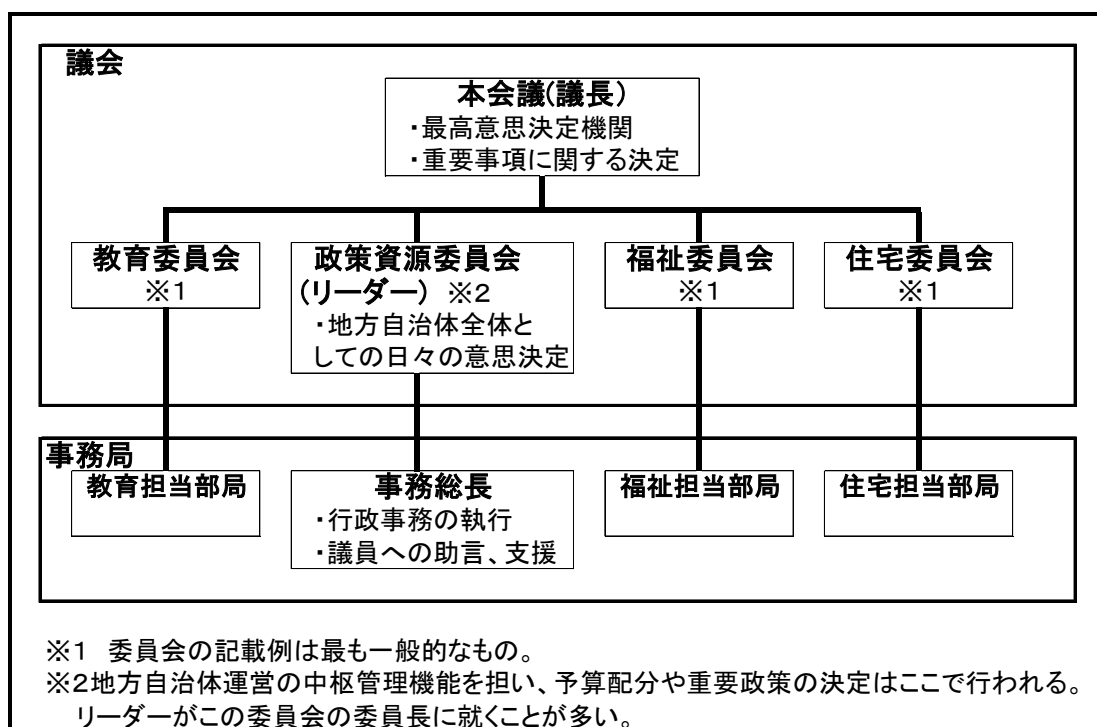 議会
本会議(議長)
・最高意思決定機関
・重要事項に関する決定
教育委員会
※1
政策資源委員会
(リーダー) ※2
・地方自治体全体と
しての日々の意思決定
福祉委員会
※1
住宅委員会
※1
事務局
教育担当部局
事務総長
・行政事務の執行
・議員への助言、支援
福祉担当部局
住宅担当部局
※1 委員会の記載例は最も一般的なもの。
※2地方自治体運営の中枢管理機能を担い、予算配分や重要政策の決定はここで行われる。
リーダーがこの委員会の委員長に就くことが多い。